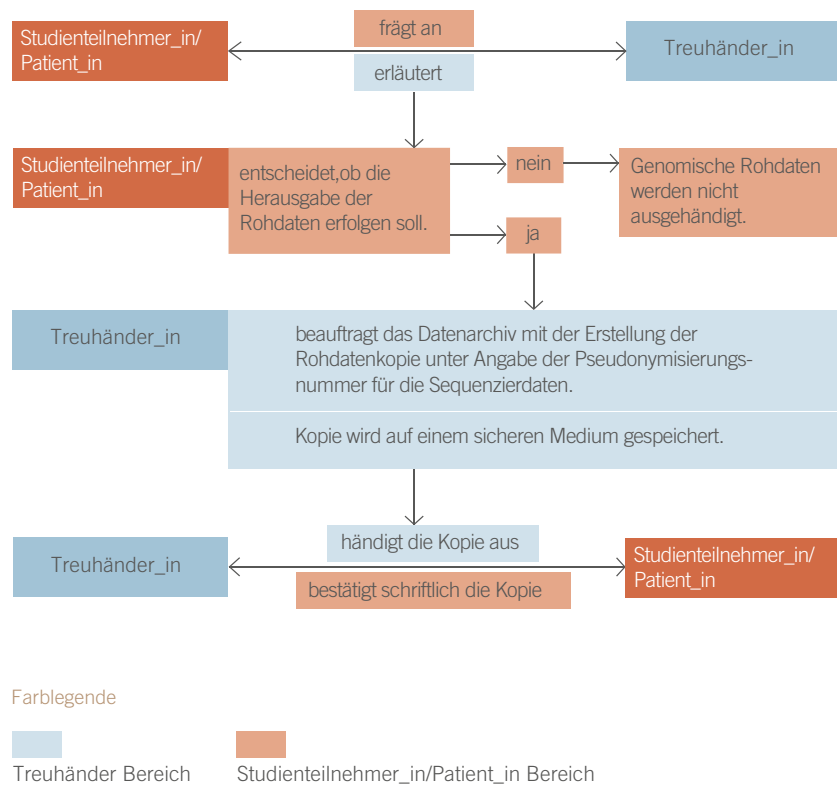 Studienteilnehmer_in/
Patient_in
frägt an
erläutert
Treuhänder_in
Studienteilnehmer_in/
Patient_in
entscheidet,ob die
Herausgabe der
Rohdaten erfolgen soll.
nein
ja
Genomische Rohdaten
werden nicht
ausgehändigt.
Treuhänder_in
beauftragt das Datenarchiv mit der Erstellung der
Rohdatenkopie unter Angabe der Pseudonymisierungs-
nummer für die Sequenzierdaten.
Kopie wird auf einem sicheren Medium gespeichert.
Treuhänder_in
händigt die Kopie aus
bestätigt schriftlich die Kopie
Studienteilnehmer_in/
Patient_in
Farblegende
Treuhänder Bereich
Studienteilnehmer_in/Patient_in Bereich